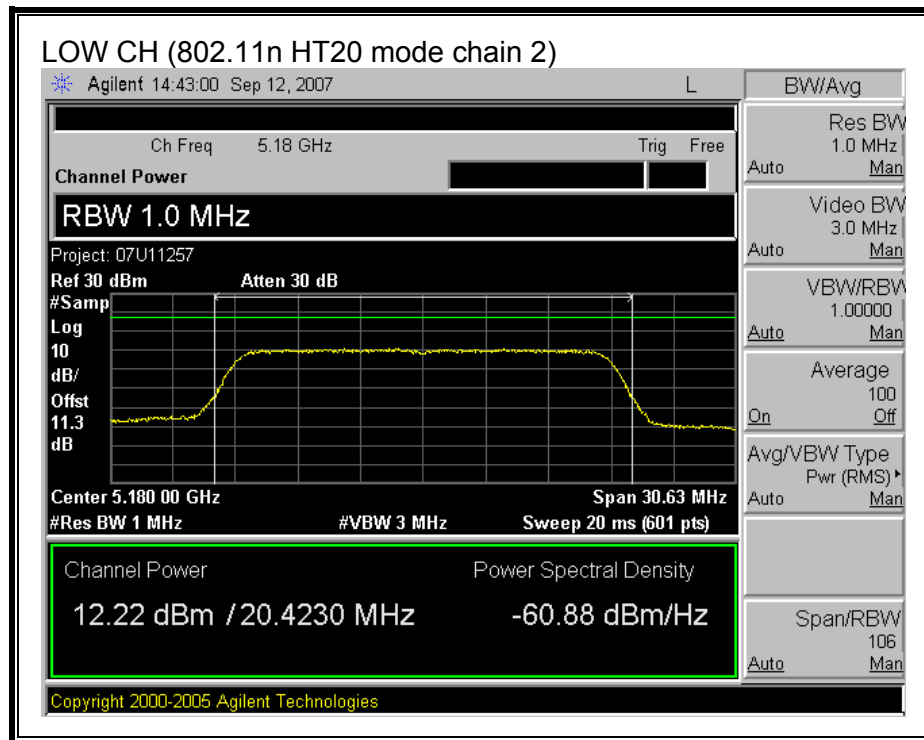 LOW CH (802.11n HT20 mode chain 2)
Agilent 14:43:00 Sep 12, 2007 L
BW/Avg
Ch Freq 5.18 GHz Trig Free
Channel Power
RBW 1.0 MHz
Project: 07U11257
Ref 30 dBm Atten 30 dB
#Samp
Log
10
dB/
Offst
11.3
dB
Center 5.180 00 GHz Span 30.63 MHz
#Res BW 1 MHz #VBW 3 MHz Sweep 20 ms (601 pts)
Channel Power Power Spectral Density
12.22 dBm / 20.4230 MHz -60.88 dBm/Hz
Copyright 2000-2005 Agilent Technologies
Res BW
1.0 MHz
Auto Man
Video BW
3.0 MHz
Auto Man
VBW/RBW
1.00000
Auto Man
Average
100
On Off
Avg/VBW Type
Pwr (RMS)
Auto Man
Span/RBW
106
Auto Man